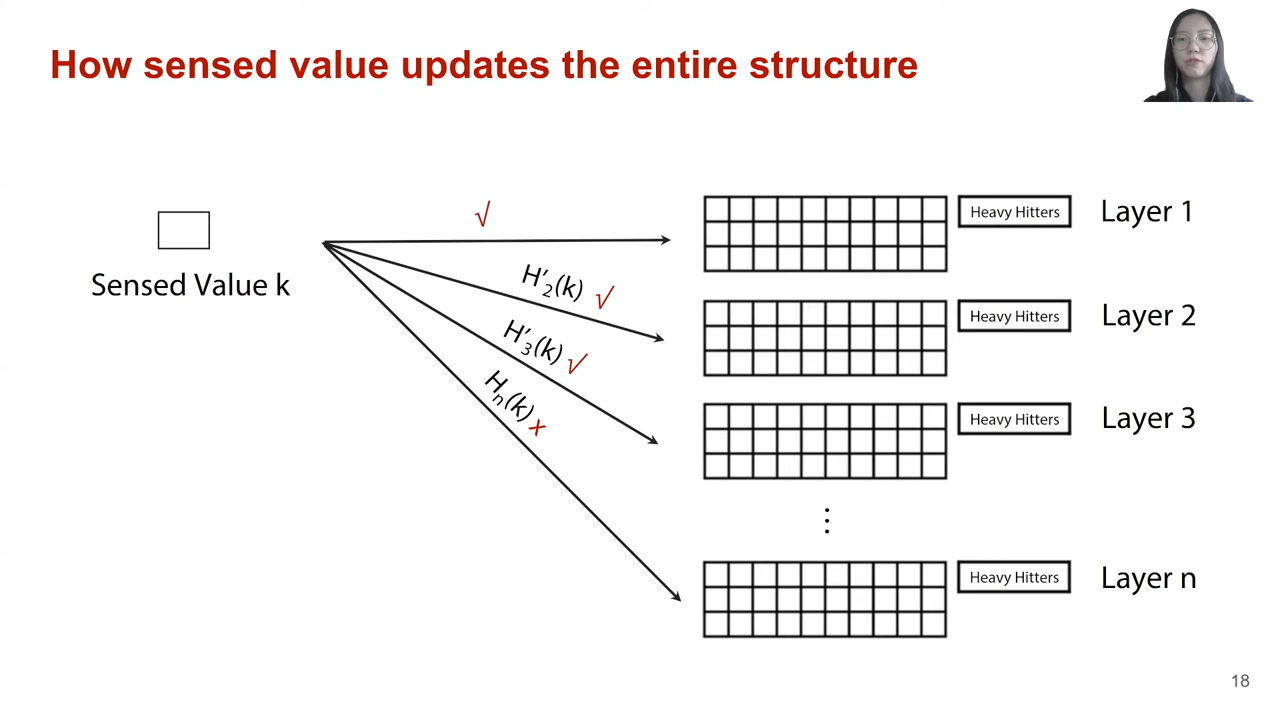 How sensed value updates the entire structure
Sensed Value k
√
H′₂(k) √
H′₃(k) √
Hₙ(k) x
Heavy Hitters
Layer 1
Heavy Hitters
Layer 2
Heavy Hitters
Layer 3
⋮
Heavy Hitters
Layer n
18